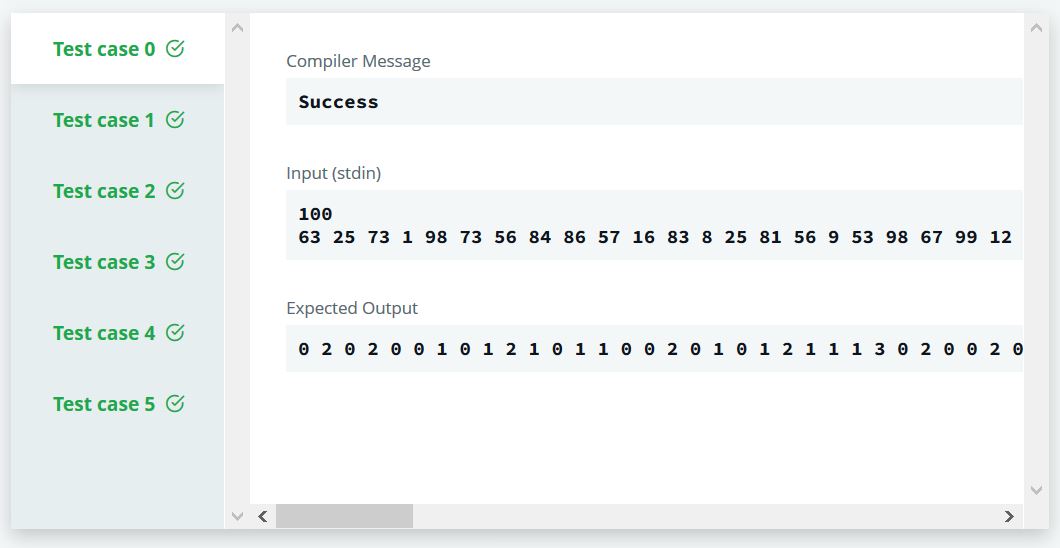 Test case 0
Test case 1
Test case 2
Test case 3
Test case 4
Test case 5
Compiler Message
Success
Input (stdin)
100
63 25 73 1 98 73 56 84 86 57 16 83 8 25 81 56 9 53 98 67 99 12
Expected Output
0 2 0 2 0 0 1 0 1 2 1 0 1 1 0 0 2 0 1 0 1 2 1 1 1 3 0 2 0 0 2 0